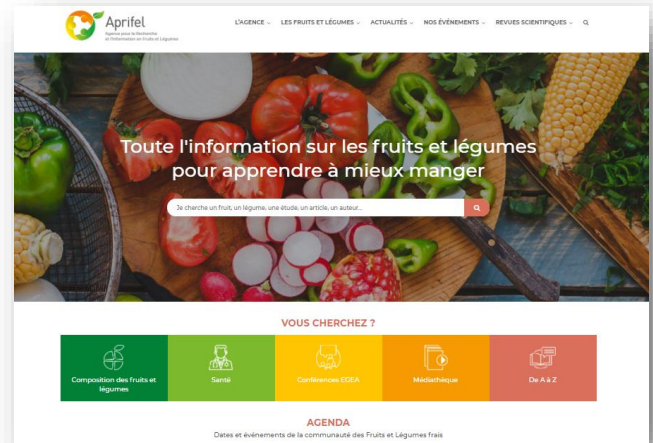 Aprifel
Agence pour la Recherche
et l'Information en Fruits et Légumes
L'AGENCE
LES FRUITS ET LÉGUMES
ACTUALITÉS
NOS ÉVÉNEMENTS
REVUES SCIENTIFIQUES
Toute l'information sur les fruits et légumes
pour apprendre à mieux manger
Je cherche un fruit, un légume, une étude, un article, un auteur...
VOUS CHERCHEZ ?
Composition des fruits et
légumes
Santé
Conférences EGEA
Médiathèque
De A à Z
AGENDA
Dates et événements de la communauté des Fruits et Légumes frais